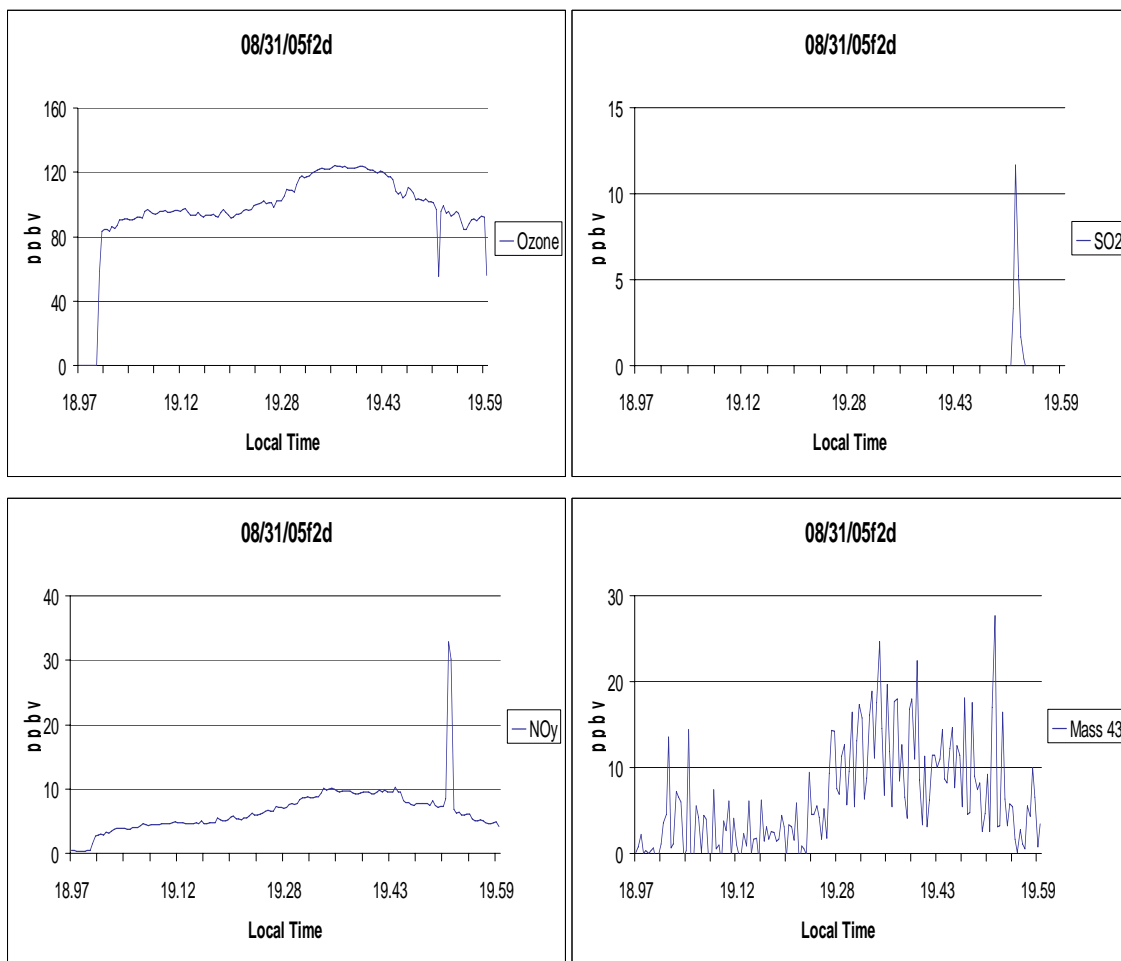 08/31/05f2d
160
120
80
40
0
ppbv
18.97 19.12 19.28 19.43 19.59
Local Time
Ozone
08/31/05f2d
15
10
5
0
ppbv
18.97 19.12 19.28 19.43 19.59
Local Time
SO2
08/31/05f2d
40
30
20
10
0
ppbv
18.97 19.12 19.28 19.43 19.59
Local Time
NOy
08/31/05f2d
30
20
10
0
ppbv
18.97 19.12 19.28 19.43 19.59
Local Time
Mass 43